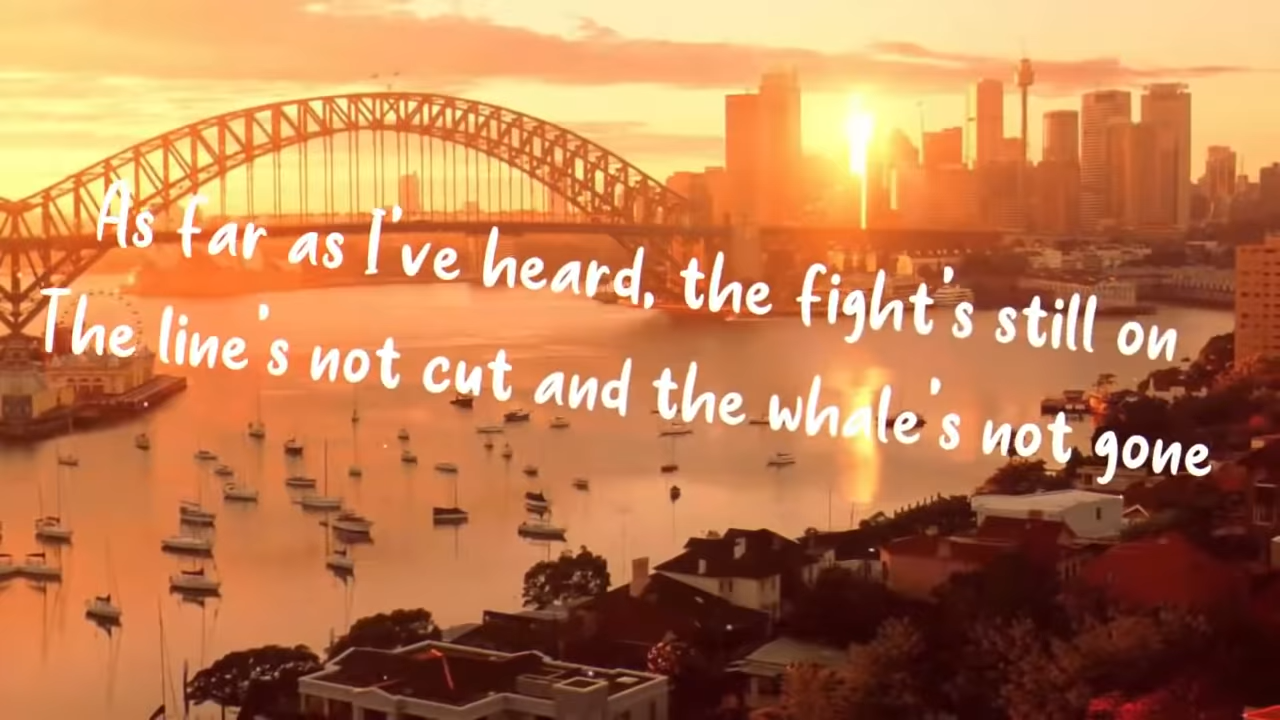 As far as I've heard, the fight's still on
The line's not cut and the whale's not gone